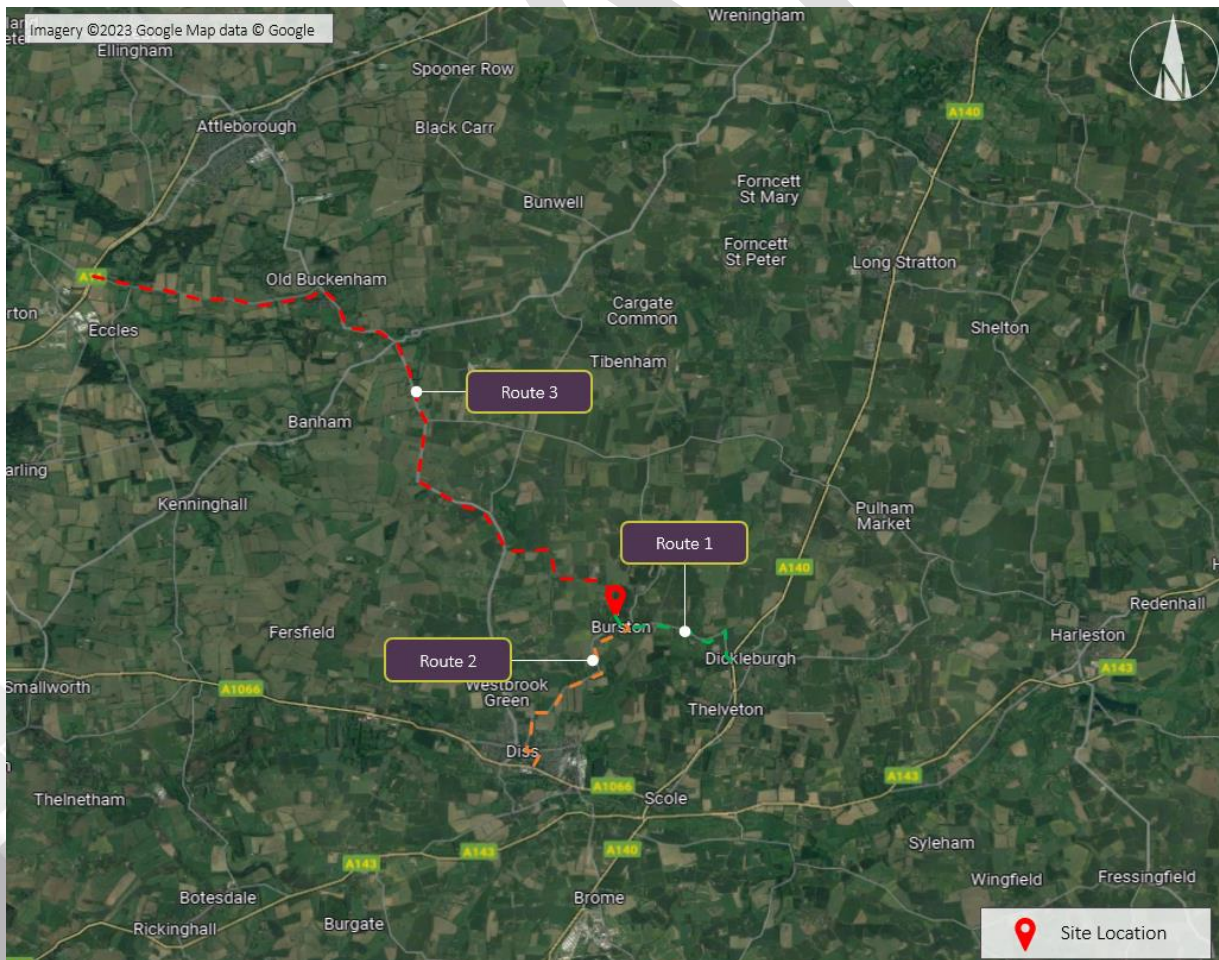 Wreningham
Imagery ©2023 Google Map data © Google
Ellingham
Spooner Row
A140
Attleborough
Black Carr
Forncett
St Mary
Bunwell
Forncett
St Peter
Long Stratton
Old Buckenham
Cargate
Common
Eccles
Shelton
Tibenham
Route 3
Banham
Kenninghall
Pulham
Market
Route 1
A140
Redenhall
Burston
Fersfield
Harleston
Route 2
Dickleburgh
A143
Smallworth
A1066
Westbrook
Green
Thelveton
Diss
A143
A1066
Thelnetham
Scole
A143
A143
A140
Syleham
Wingfield
Fressingfield
Botesdale
Brome
Rickinghall
Burgate
N
Site Location